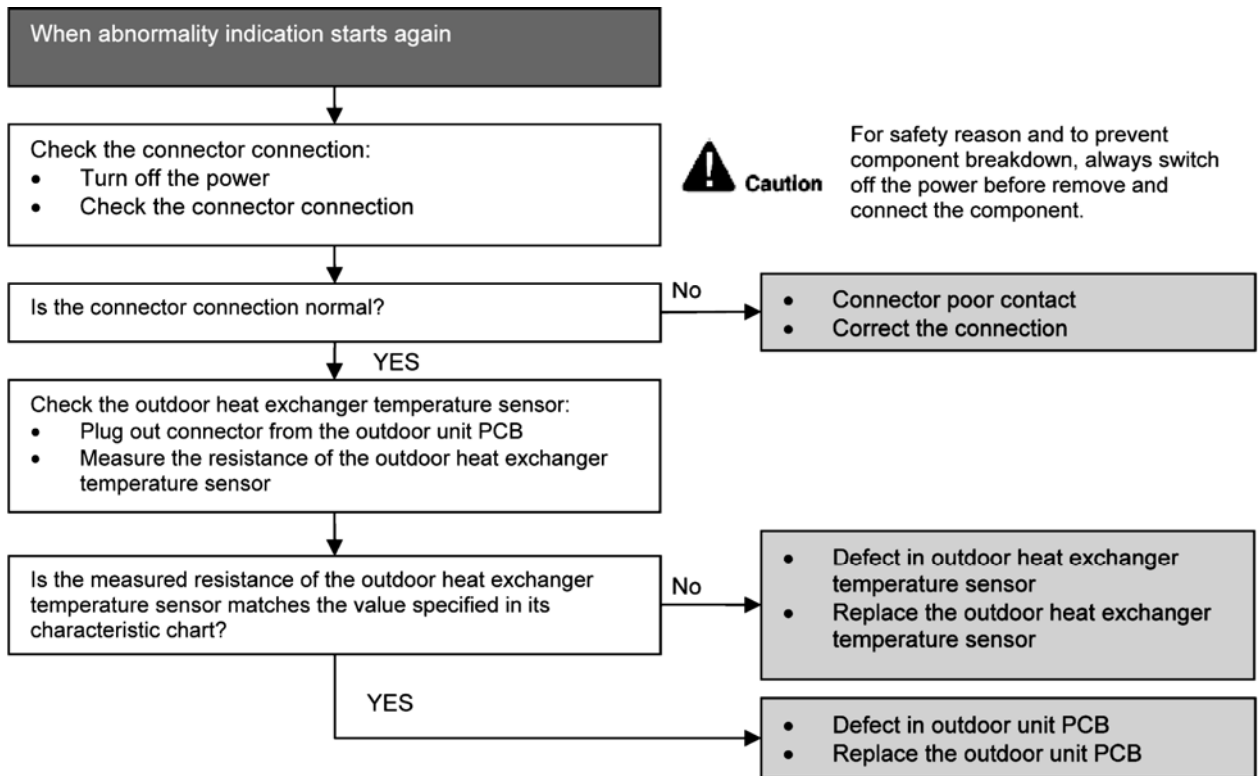 When abnormality indication starts again
Check the connector connection:
• Turn off the power
• Check the connector connection
Caution
For safety reason and to prevent
component breakdown, always switch
off the power before remove and
connect the component.
Is the connector connection normal?
No
• Connector poor contact
• Correct the connection
YES
Check the outdoor heat exchanger temperature sensor:
• Plug out connector from the outdoor unit PCB
• Measure the resistance of the outdoor heat exchanger
temperature sensor
Is the measured resistance of the outdoor heat exchanger
temperature sensor matches the value specified in its
characteristic chart?
No
• Defect in outdoor heat exchanger
temperature sensor
• Replace the outdoor heat exchanger
temperature sensor
YES
• Defect in outdoor unit PCB
• Replace the outdoor unit PCB